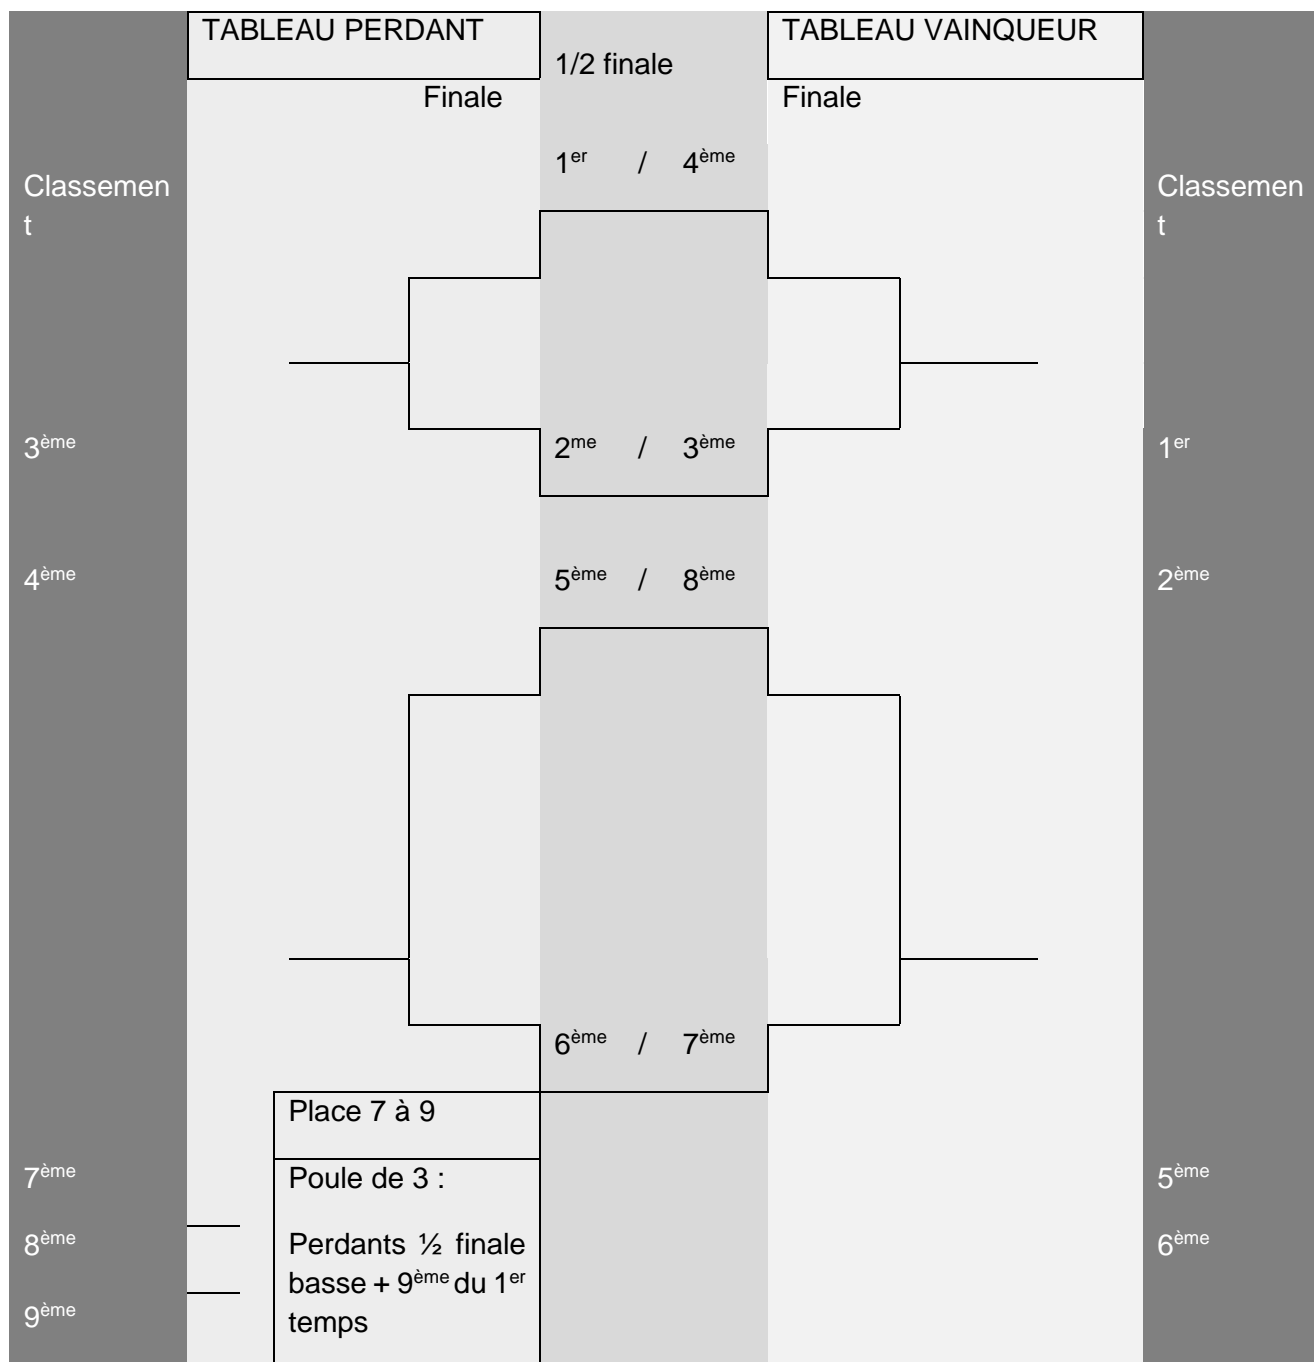 TABLEAU PERDANT
1/2 finale
TABLEAU VAINQUEUR
Finale
Finale
1er / 4ème
Classemen
t
Classemen
t
3ème
2me / 3ème
1er
4ème
5ème / 8ème
2ème
6ème / 7ème
Place 7 à 9
7ème
Poule de 3 :
5ème
8ème
Perdants ½ finale
basse + 9ème du 1er
temps
6ème
9ème